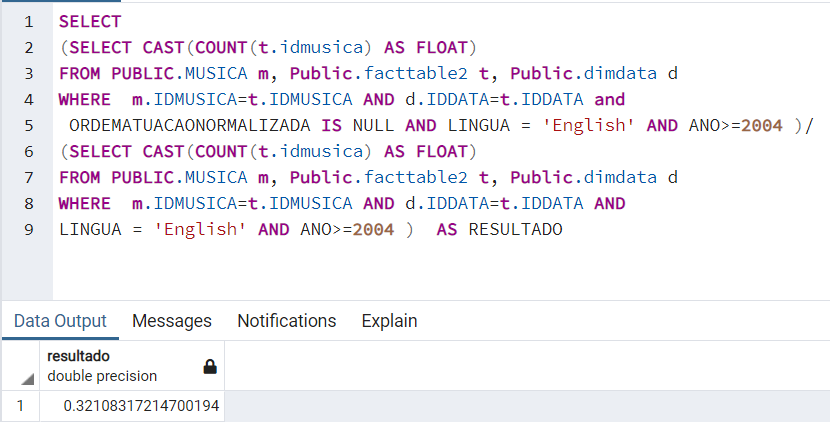 1 SELECT
2 (SELECT CAST(COUNT(t.idmusica) AS FLOAT)
3 FROM PUBLIC.MUSICA m, Public.facttable2 t, Public.dimdata d
4 WHERE  m.IDMUSICA=t.IDMUSICA AND d.IDDATA=t.IDDATA and
5  ORDEMATUACAONORMALIZADA IS NULL AND LINGUA = 'English' AND ANO>=2004 )/
6 (SELECT CAST(COUNT(t.idmusica) AS FLOAT)
7 FROM PUBLIC.MUSICA m, Public.facttable2 t, Public.dimdata d
8 WHERE  m.IDMUSICA=t.IDMUSICA AND d.IDDATA=t.IDDATA AND
9 LINGUA = 'English' AND ANO>=2004 )  AS RESULTADO
Data Output Messages Notifications Explain
resultado
double precision
1 0.32108317214700194